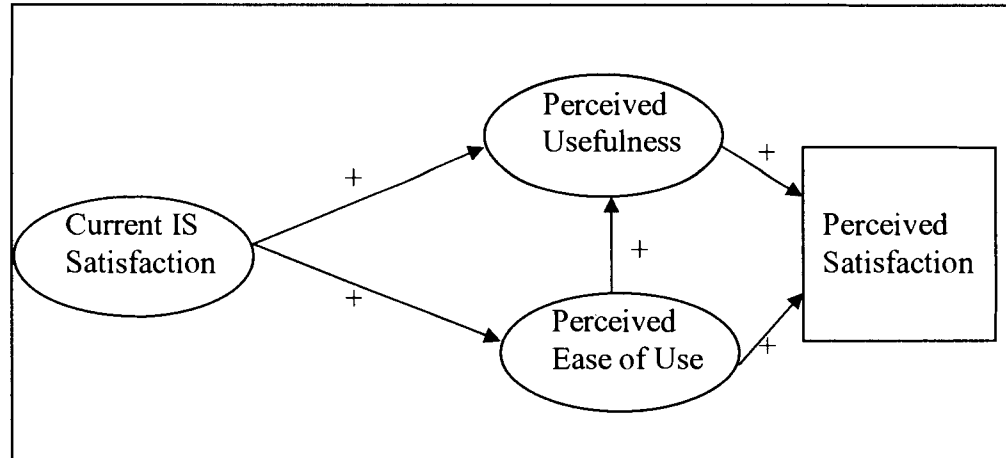 Perceived
Usefulness
+
+
Current IS
Satisfaction
+
Perceived
Satisfaction
+
Perceived
Ease of Use
+